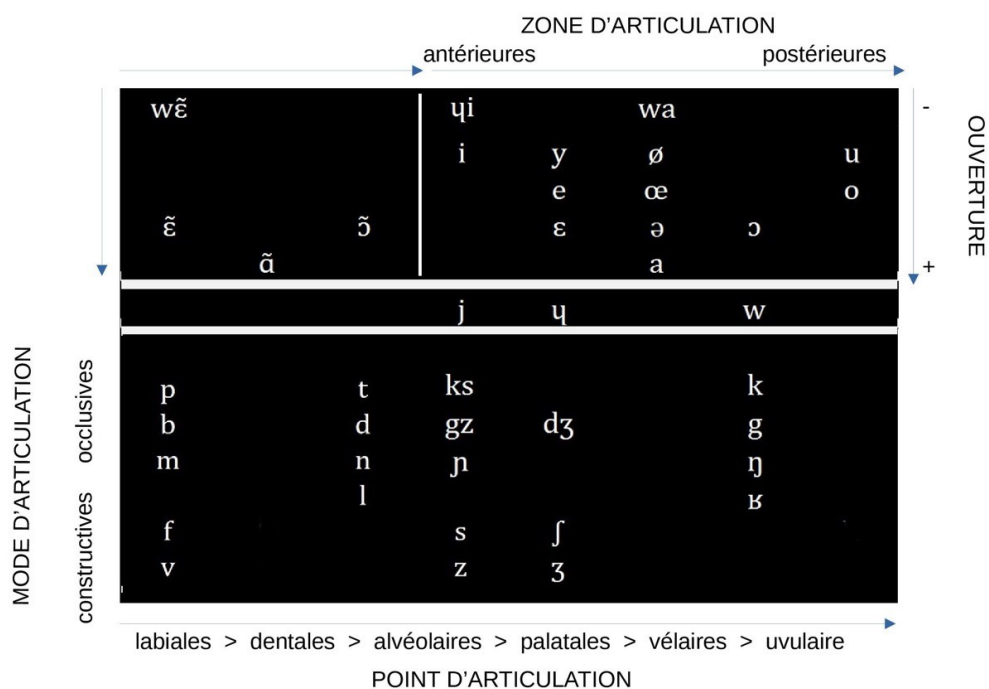 ZONE D'ARTICULATION
antérieures postérieures
wɛ̃ ɥi wa -
i y ø u
e œ o
ɛ̃ ɔ̃ ɛ ə ɔ
ɑ̃ a +
OUVERTURE
j ɥ w
MODE D'ARTICULATION
occlusives
constructives
p t ks k
b d gz dʒ g
m n ɲ ŋ
l ʁ
f s ʃ
v z ʒ
labiales > dentales > alvéolaires > palatales > vélaires > uvulaire
POINT D'ARTICULATION